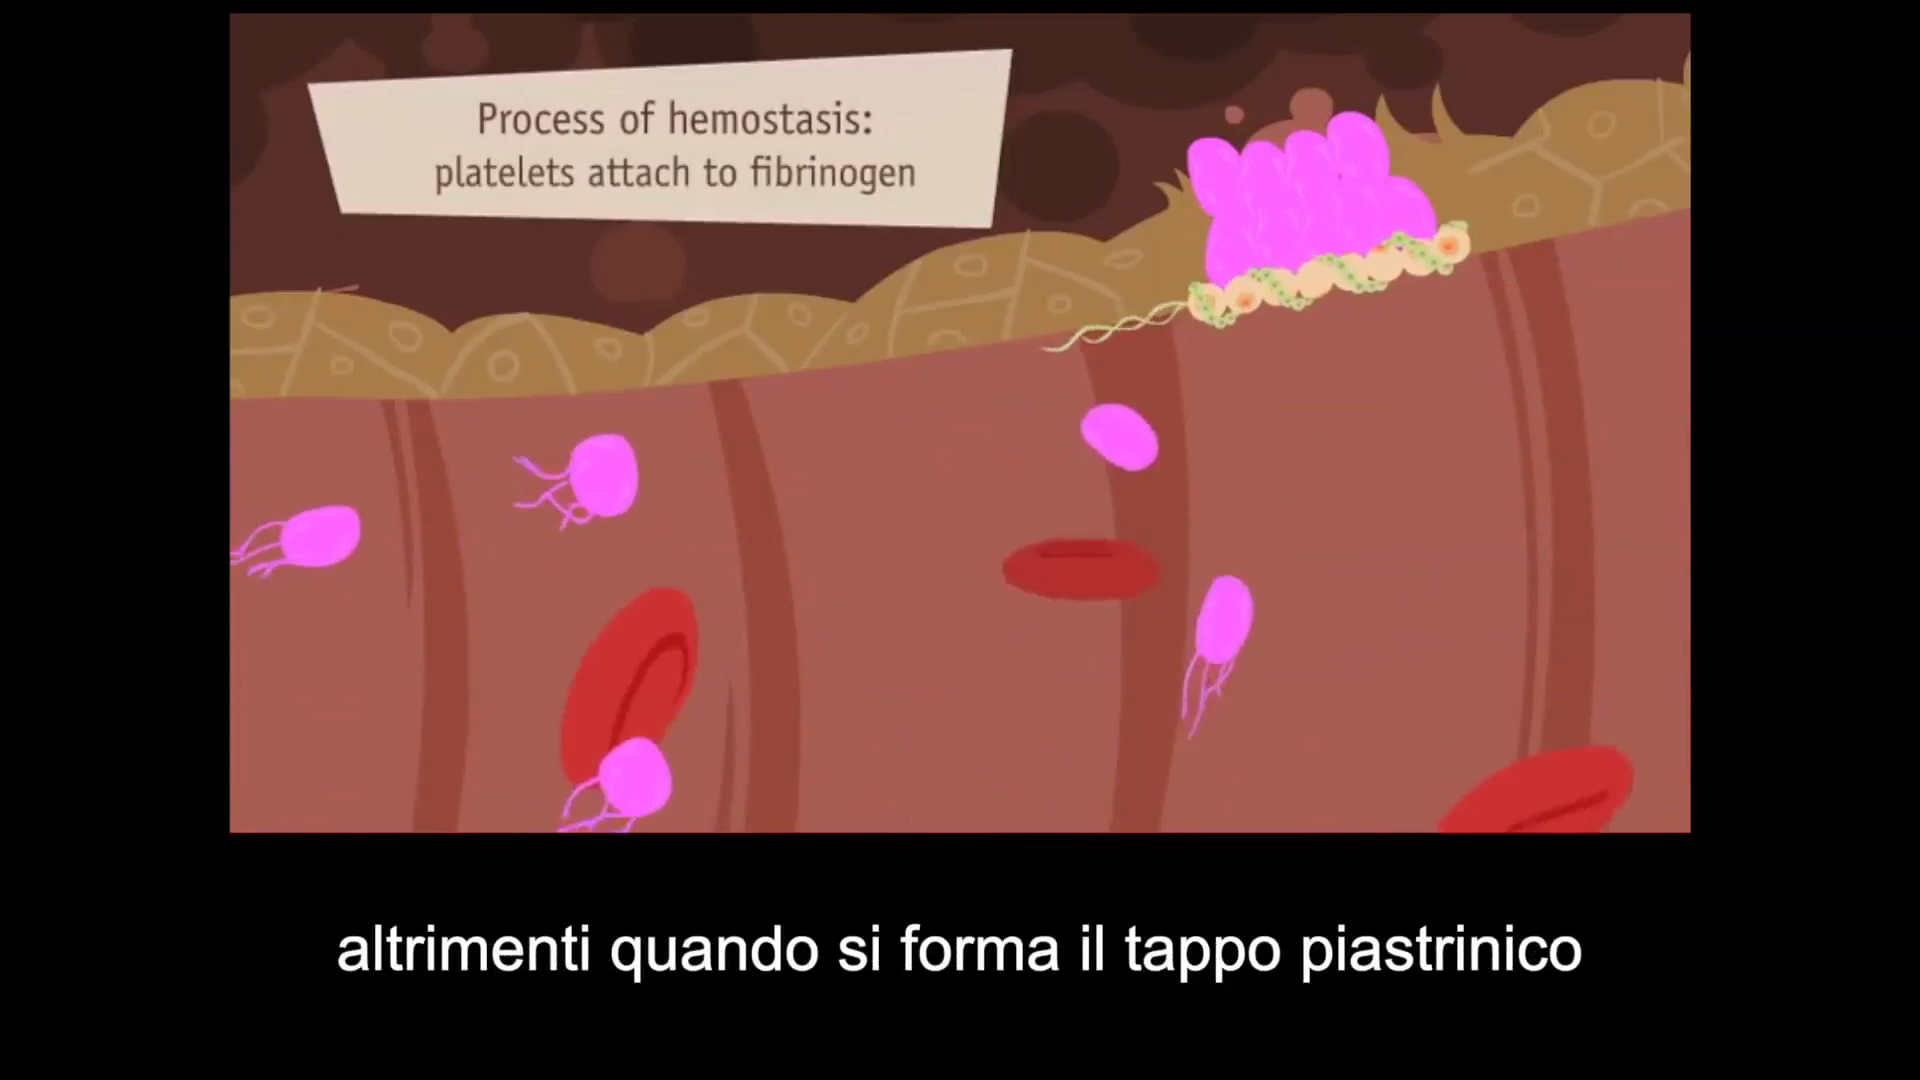 Process of hemostasis:
platelets attach to fibrinogen
altrimenti quando si forma il tappo piastrinico